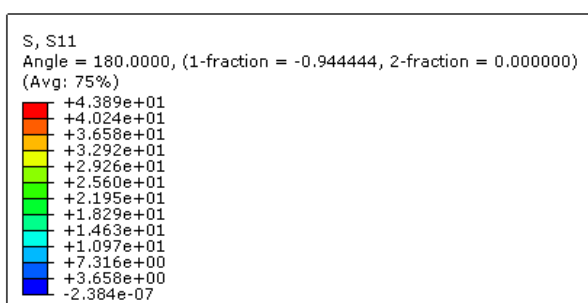 S, S11
Angle = 180.0000, (1-fraction = -0.944444, 2-fraction = 0.000000)
(Avg: 75%)
+4.389e+01
+4.024e+01
+3.658e+01
+3.292e+01
+2.926e+01
+2.560e+01
+2.195e+01
+1.829e+01
+1.463e+01
+1.097e+01
+7.316e+00
+3.658e+00
-2.384e-07